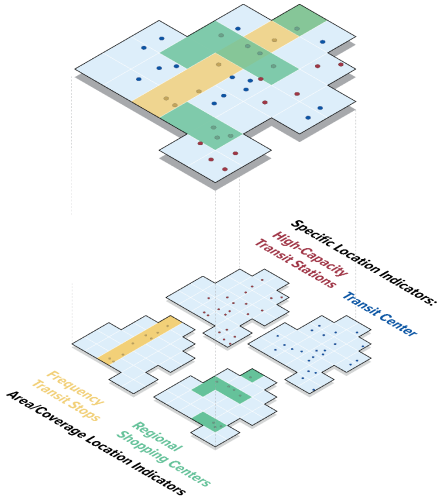 Specific Location Indicators:
High-Capacity
Transit Stations
Transit Center
Frequency
Transit Stops
Area/Coverage Location Indicators
Regional
Shopping Centers